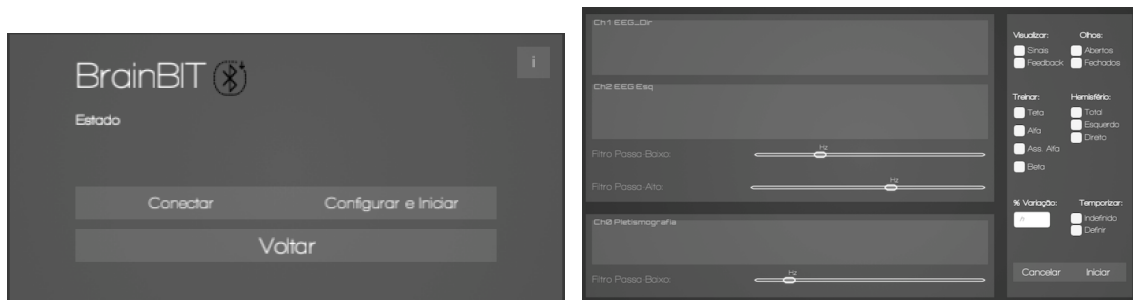 BrainBIT
i
Estado
Conectar Configurar e Iniciar
Voltar
Ch1 EEG_Dir
Ch2 EEG Esq
Filtro Passa-Baixo: Hz
Filtro Passa-Alto: Hz
Ch0 Pletismografia
Filtro Passa Baixo: Hz
Visualizar: Olhos:
Sinais Abertos
Feedback Fechados
Treinar: Hemisfério:
Teta Total
Alfa Esquerdo
Ass. Alfa Direito
Beta
% Variação: Temporizar:
Indefinido
Definir
Cancelar Iniciar